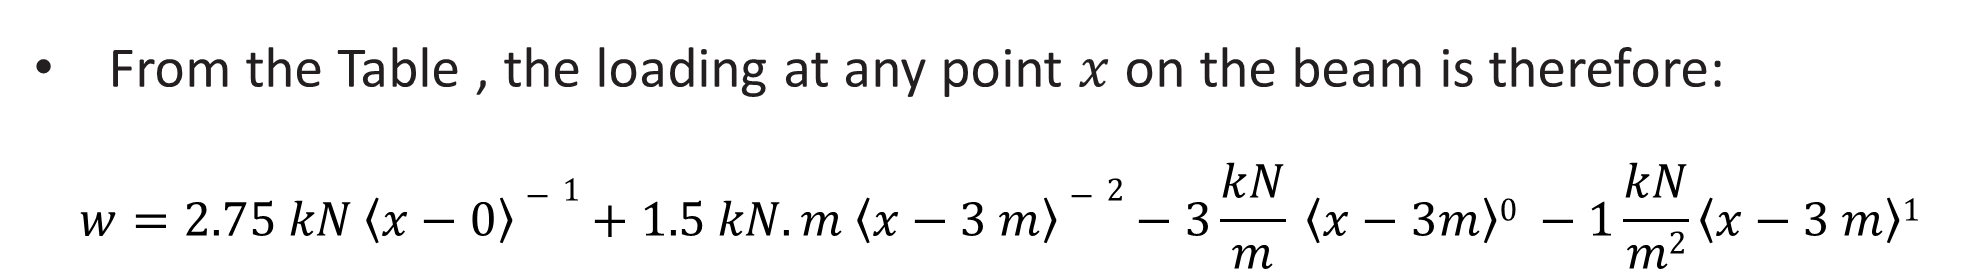 • From the Table , the loading at any point x on the beam is therefore:
w = 2.75 kN ⟨x − 0⟩⁻¹ + 1.5 kN. m ⟨x − 3 m⟩⁻² − 3 kN/m ⟨x − 3m⟩⁰ − 1 kN/m² ⟨x − 3 m⟩¹